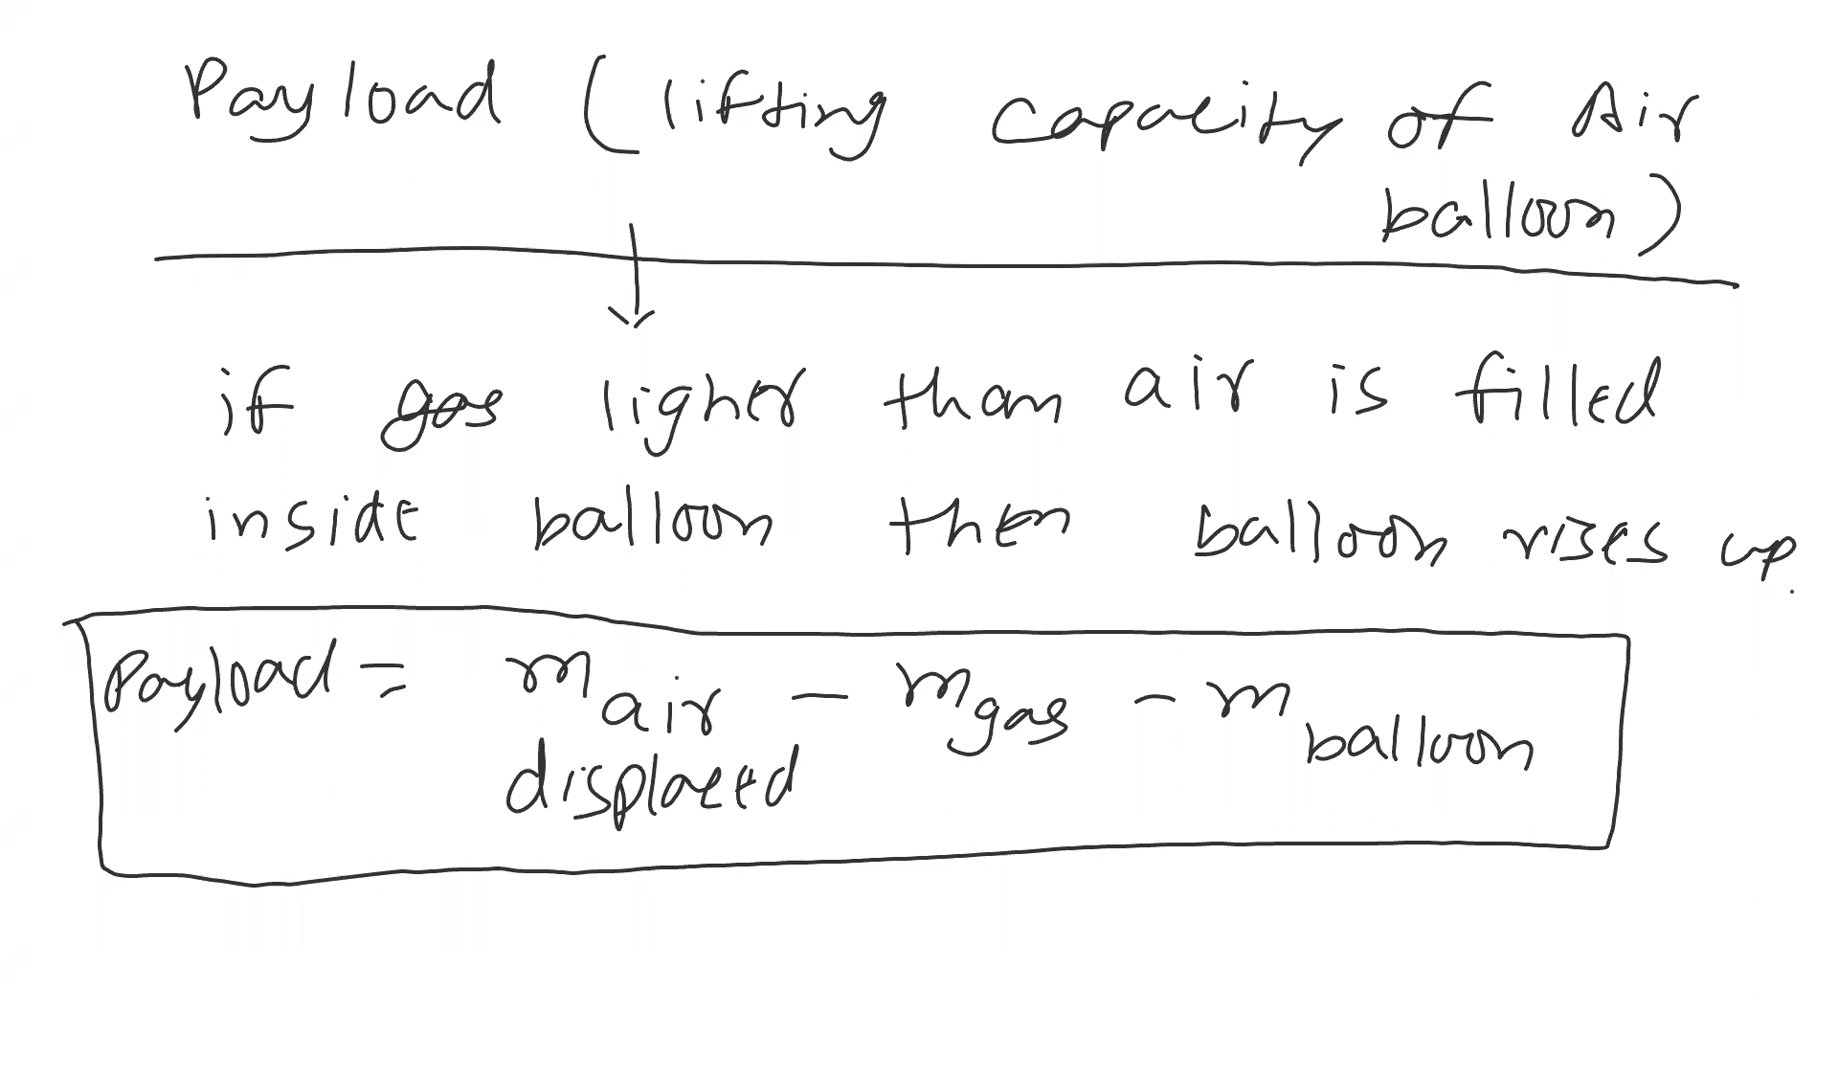 Payload (lifting capacity of Air
balloon)
if gas ligher than air is filled
inside balloon then balloon rises up.
Payload = m air - m gas - m balloon
displaced